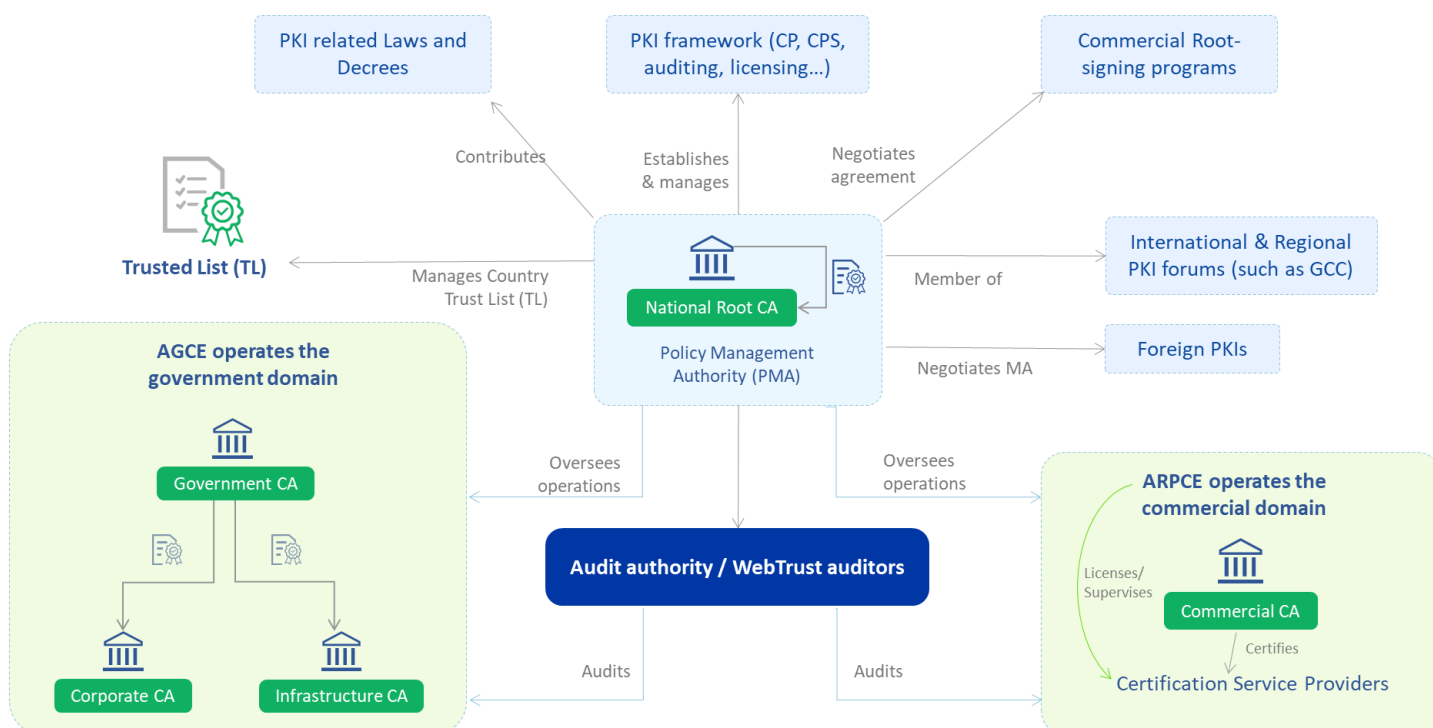 PKI related Laws and
Decrees
PKI framework (CP, CPS,
auditing, licensing…)
Commercial Root-
signing programs
Contributes
Establishes
& manages
Negotiates
agreement
Trusted List (TL)
Manages Country
Trust List (TL)
National Root CA
Policy Management
Authority (PMA)
Member of
International & Regional
PKI forums (such as GCC)
Negotiates MA
Foreign PKIs
AGCE operates the
government domain
Government CA
Corporate CA
Infrastructure CA
Oversees
operations
Oversees
operations
Audit authority / WebTrust auditors
Audits
Audits
ARPCE operates the
commercial domain
Licenses/
Supervises
Commercial CA
Certifies
Certification Service Providers